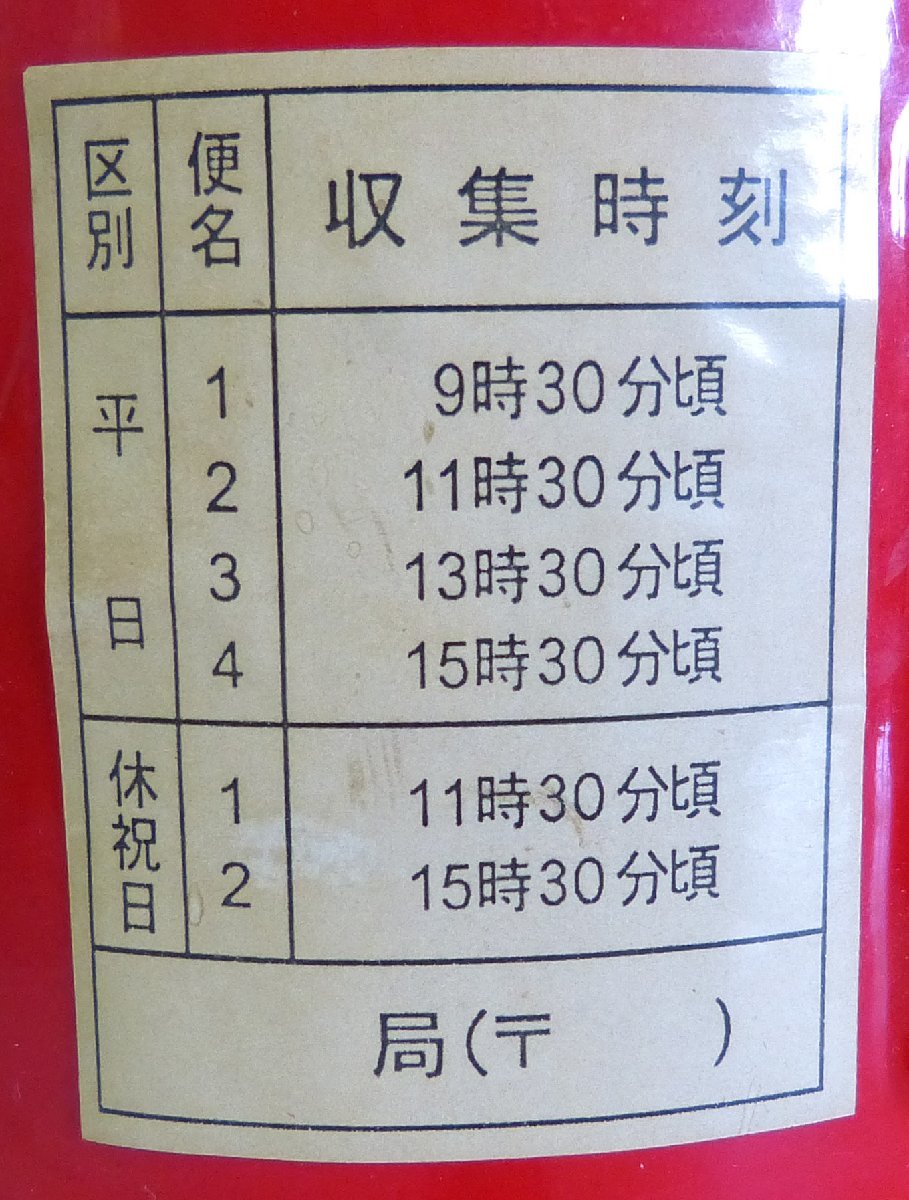 区別 便名 収集時刻
平日 1 9時30分頃
2 11時30分頃
3 13時30分頃
4 15時30分頃
休祝日 1 11時30分頃
2 15時30分頃
局(〒 )